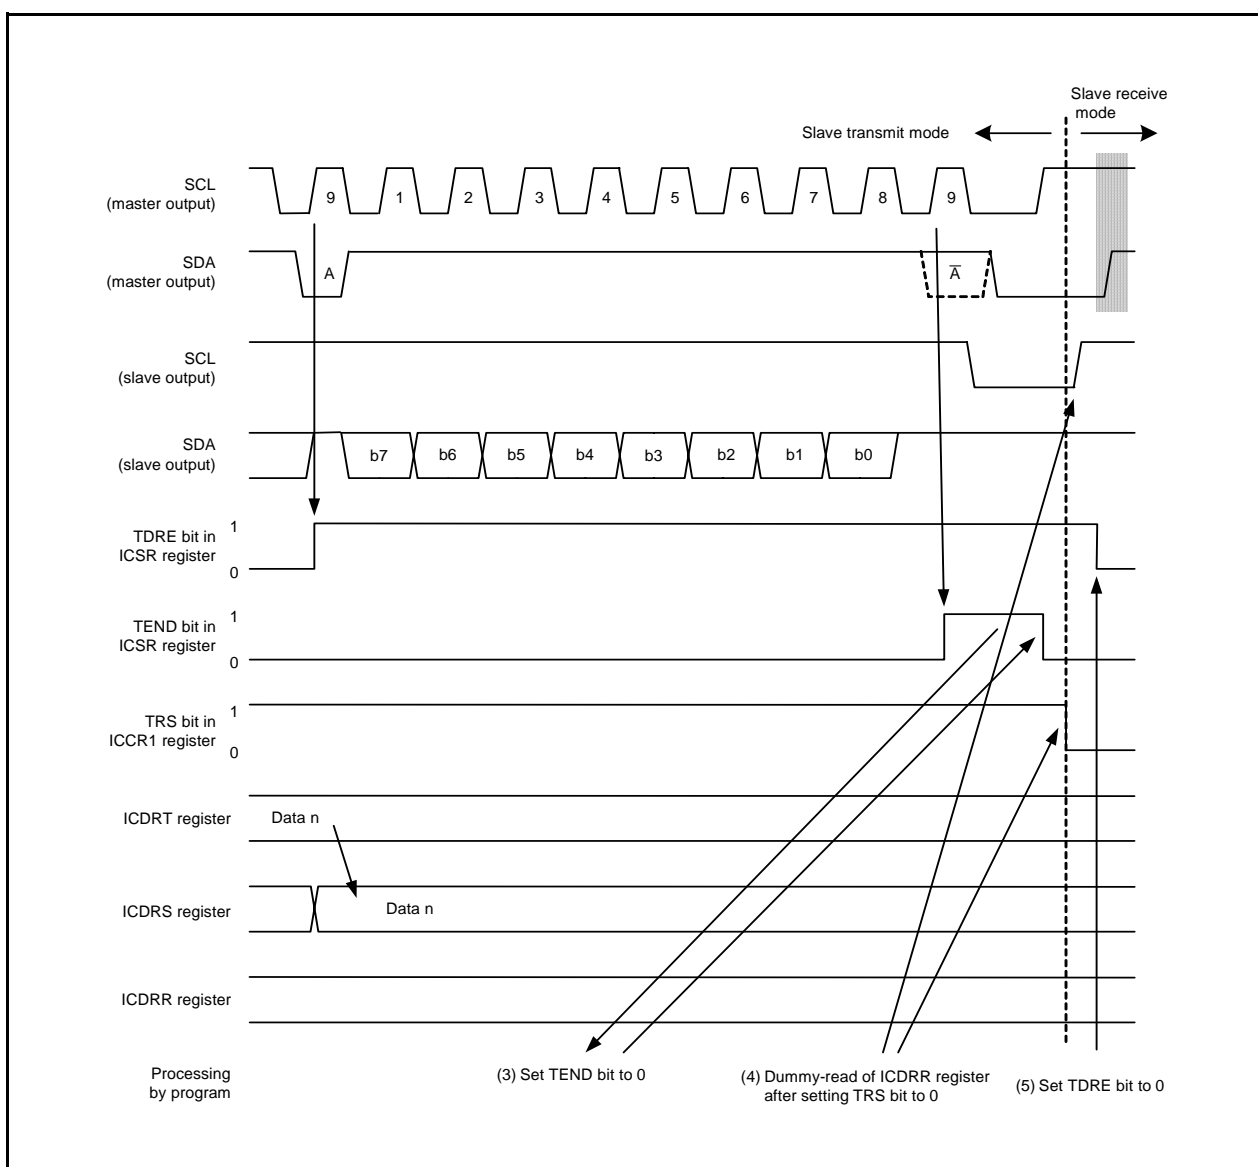 Slave receive
mode
Slave transmit mode
SCL
(master output)
9 1 2 3 4 5 6 7 8 9
SDA
(master output)
A A̅
SCL
(slave output)
SDA
(slave output)
b7 b6 b5 b4 b3 b2 b1 b0
TDRE bit in
ICSR register
1
0
TEND bit in
ICSR register
1
0
TRS bit in
ICCR1 register
1
0
ICDRT register
Data n
ICDRS register
Data n
ICDRR register
Processing
by program
(3) Set TEND bit to 0
(4) Dummy-read of ICDRR register
after setting TRS bit to 0
(5) Set TDRE bit to 0